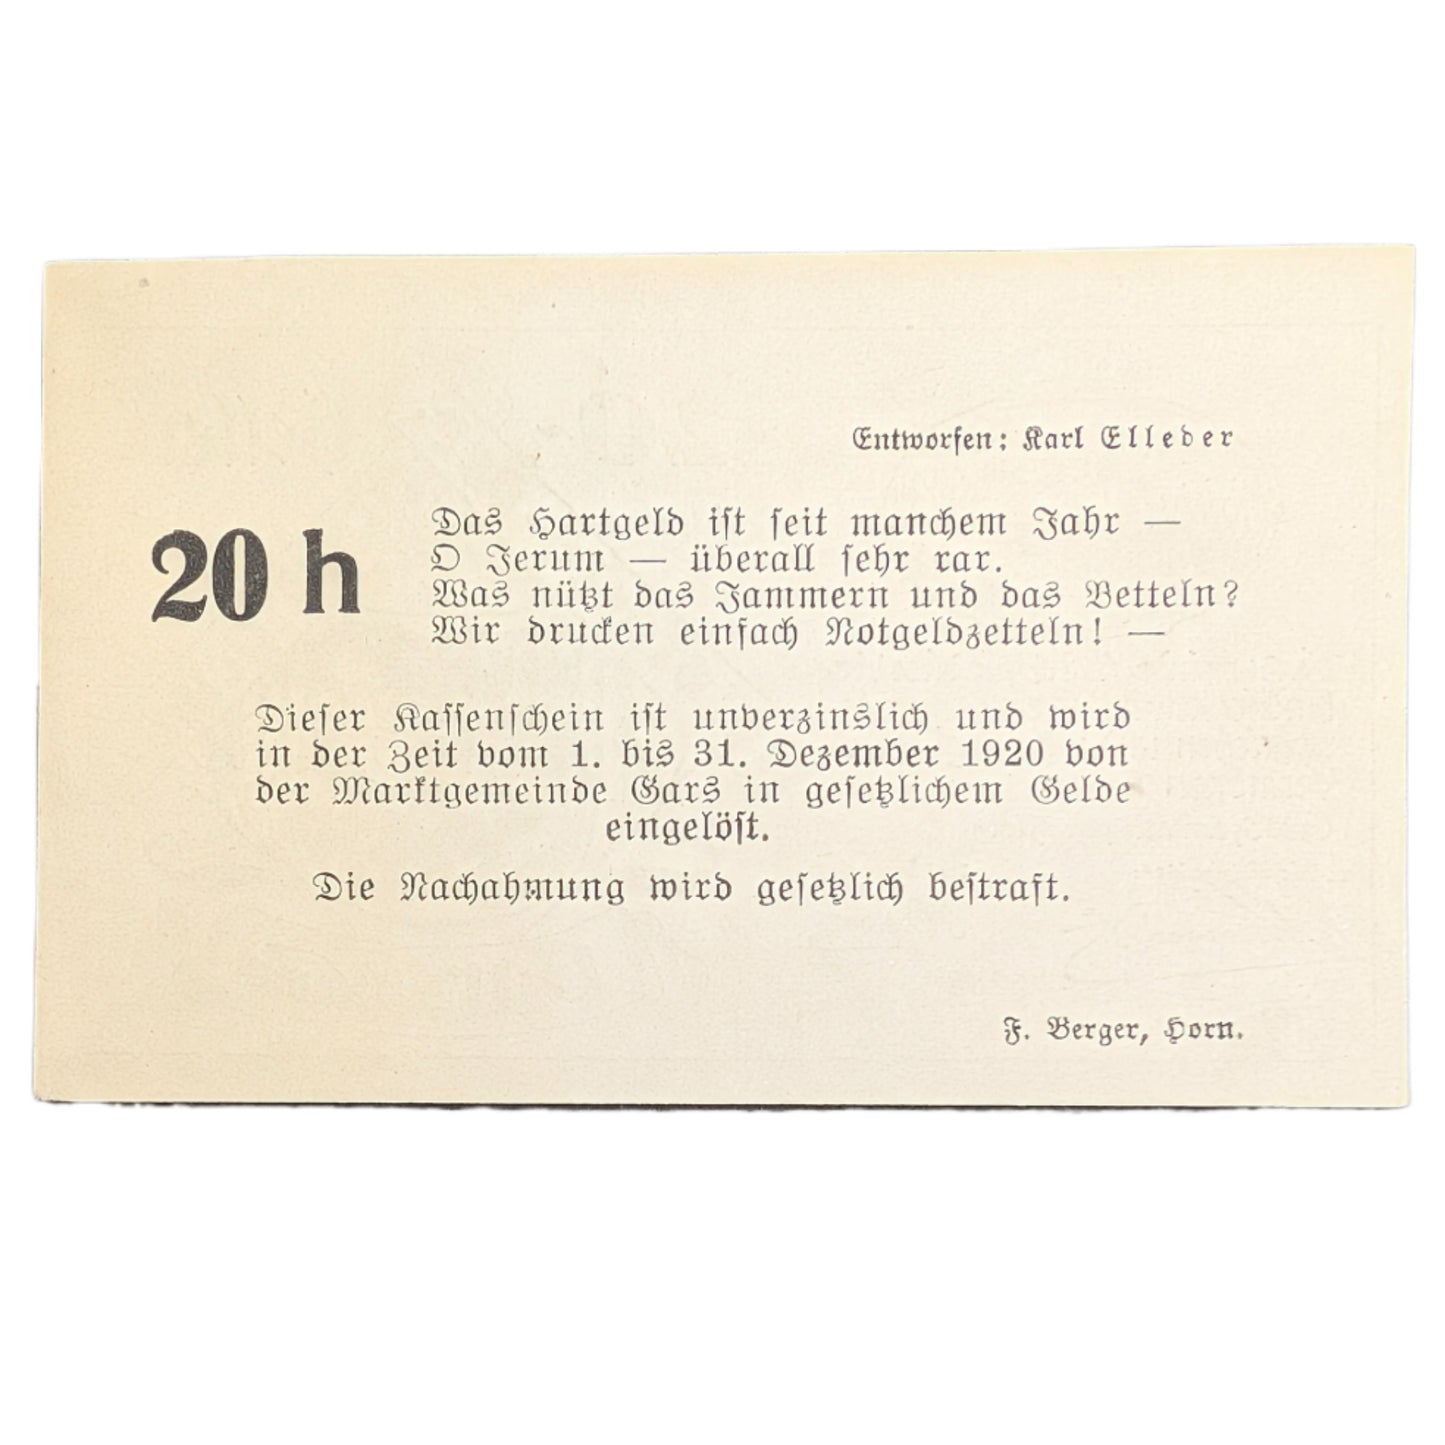 Entworfen: Karl Elleder
20 h
Das Hartgeld ist seit manchem Jahr —
O Jerum — überall sehr rar.
Was nützt das Jammern und das Betteln?
Wir drucken einfach Notgeldzetteln! —
Dieser Kassenschein ist unverzinslich und wird
in der Zeit vom 1. bis 31. Dezember 1920 von
der Marktgemeinde Gars in gesetzlichem Gelde
eingelöst.
Die Nachahmung wird gesetzlich bestraft.
F. Berger, Horn.